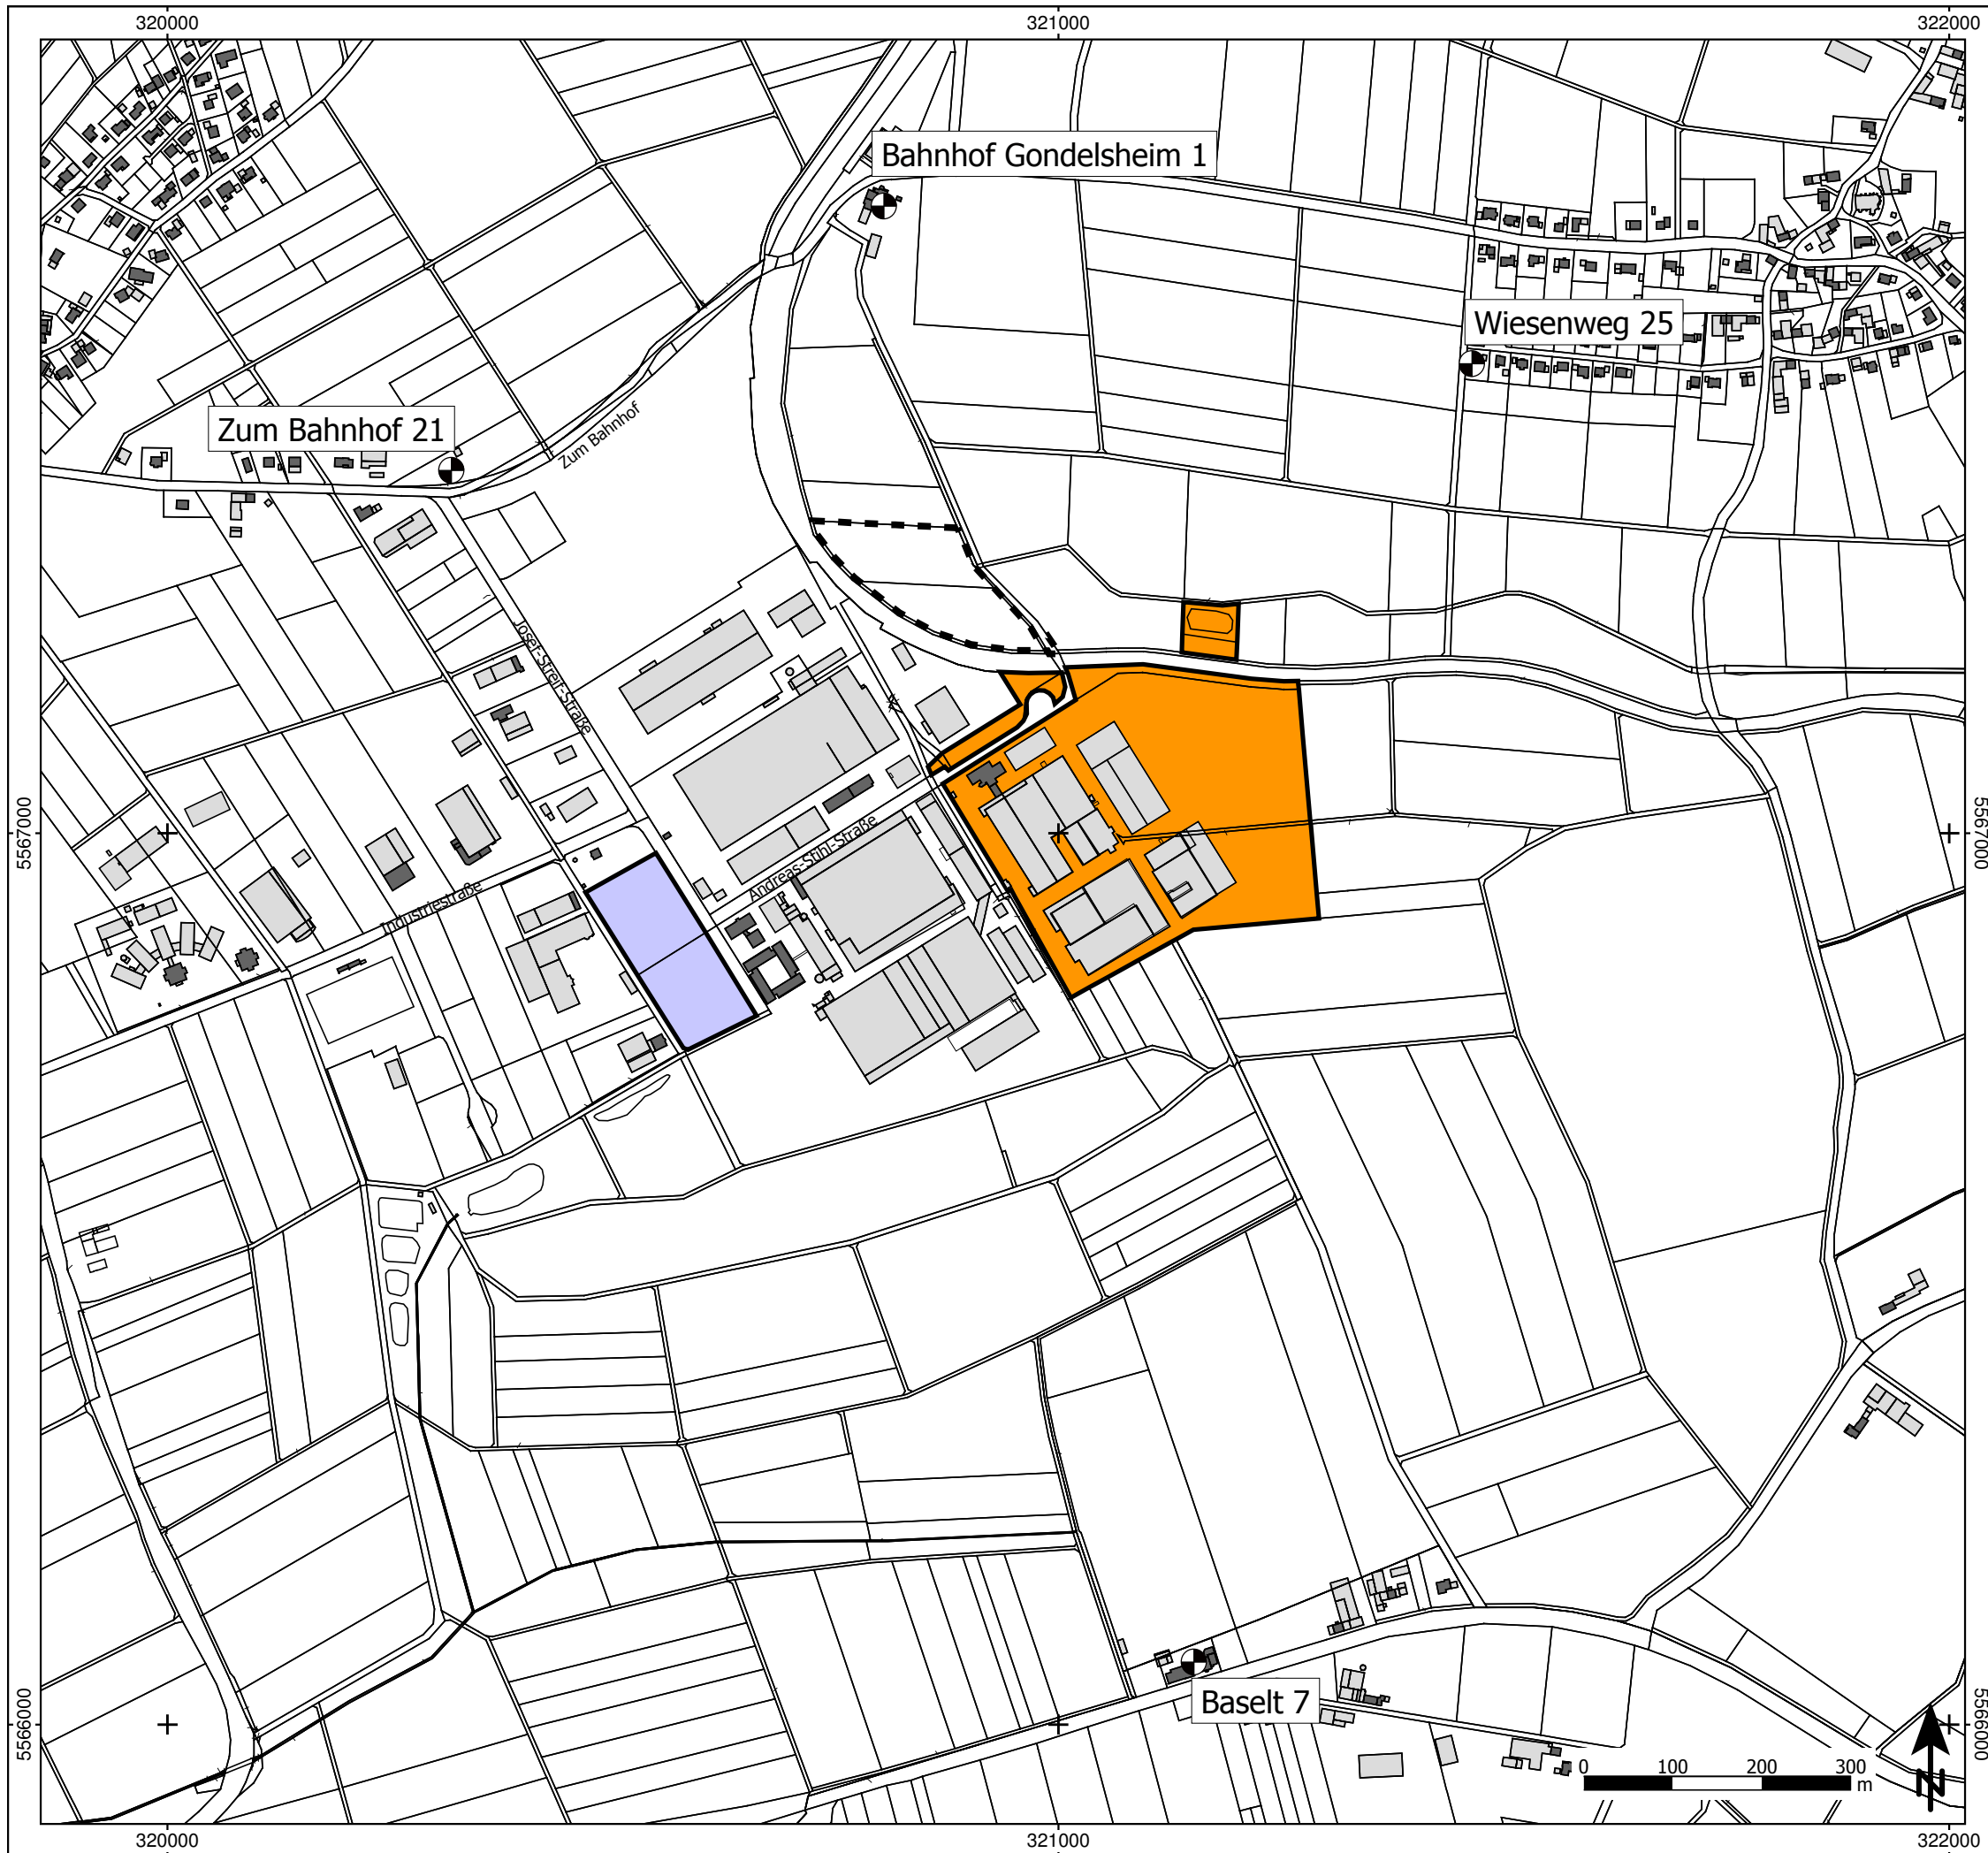 320000
321000
322000
Bahnhof Gondelsheim 1
Wiesenweg 25
Zum Bahnhof 21
Zum Bahnhof
Josef-Streif-Straße
5567000
5567000
Andreas-Stihl-Straße
Industriestraße
Baselt 7
5566000
5566000
0 100 200 300
m
N
320000
321000
322000